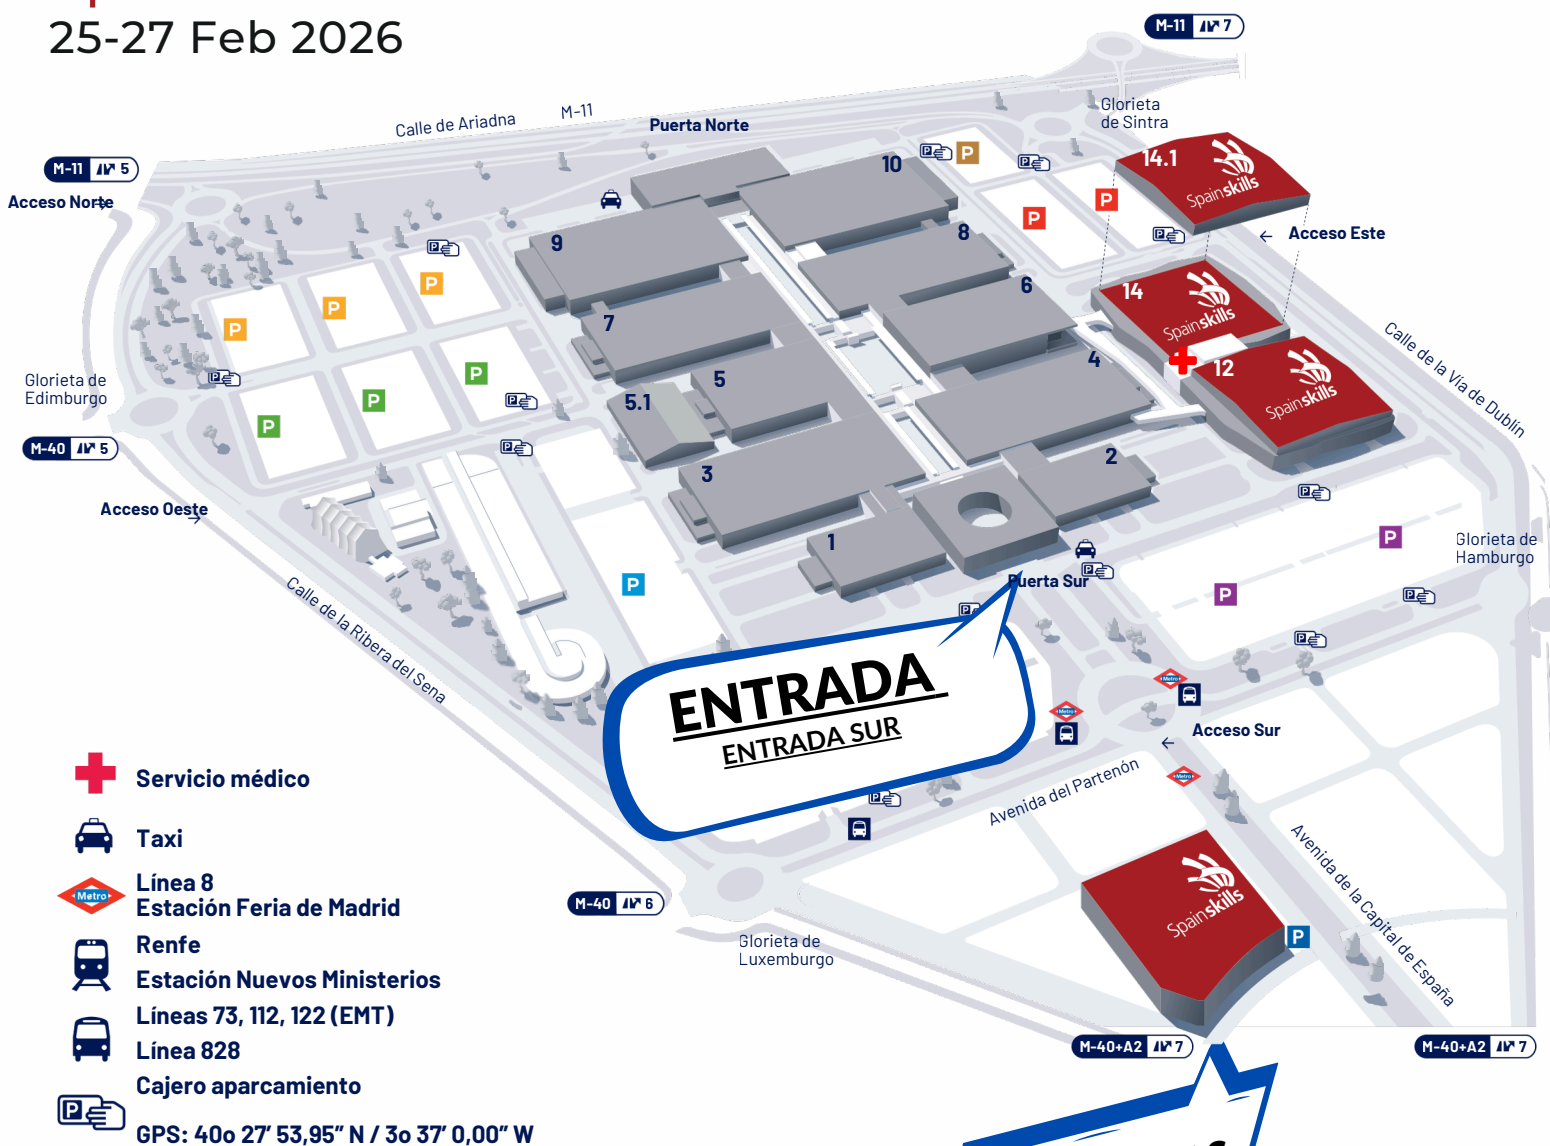 25-27 Feb 2026
M-11 7
Glorieta
de Sintra
Calle de Ariadna
M-11
Puerta Norte
M-11 5
Acceso Norte
10
P
P
14.1
Spainskills
P
P
Acceso Este
9
8
P
P
P
P
7
6
14
Spainskills
Calle de la Vía de Dublín
Glorieta de
Edimburgo
P
P
P
P
5
5.1
4
12
Spainskills
M-40 5
P
P
3
2
P
Acceso Oeste
1
P
Glorieta de
Hamburgo
P
Puerta Sur
P
P
P
P
P
Calle de la Ribera del Sena
ENTRADA
ENTRADA SUR
Metro
Metro
Acceso Sur
Metro
Avenida del Partenón
P
Avenida de la Capital de España
Spainskills
P
M-40 6
Glorieta de
Luxemburgo
M-40+A2 7
M-40+A2 7
Servicio médico
Taxi
Metro
Línea 8
Estación Feria de Madrid
Renfe
Estación Nuevos Ministerios
Líneas 73, 112, 122 (EMT)
Línea 828
Cajero aparcamiento
P
GPS: 40o 27′ 53,95″ N / 3o 37′ 0,00″ W